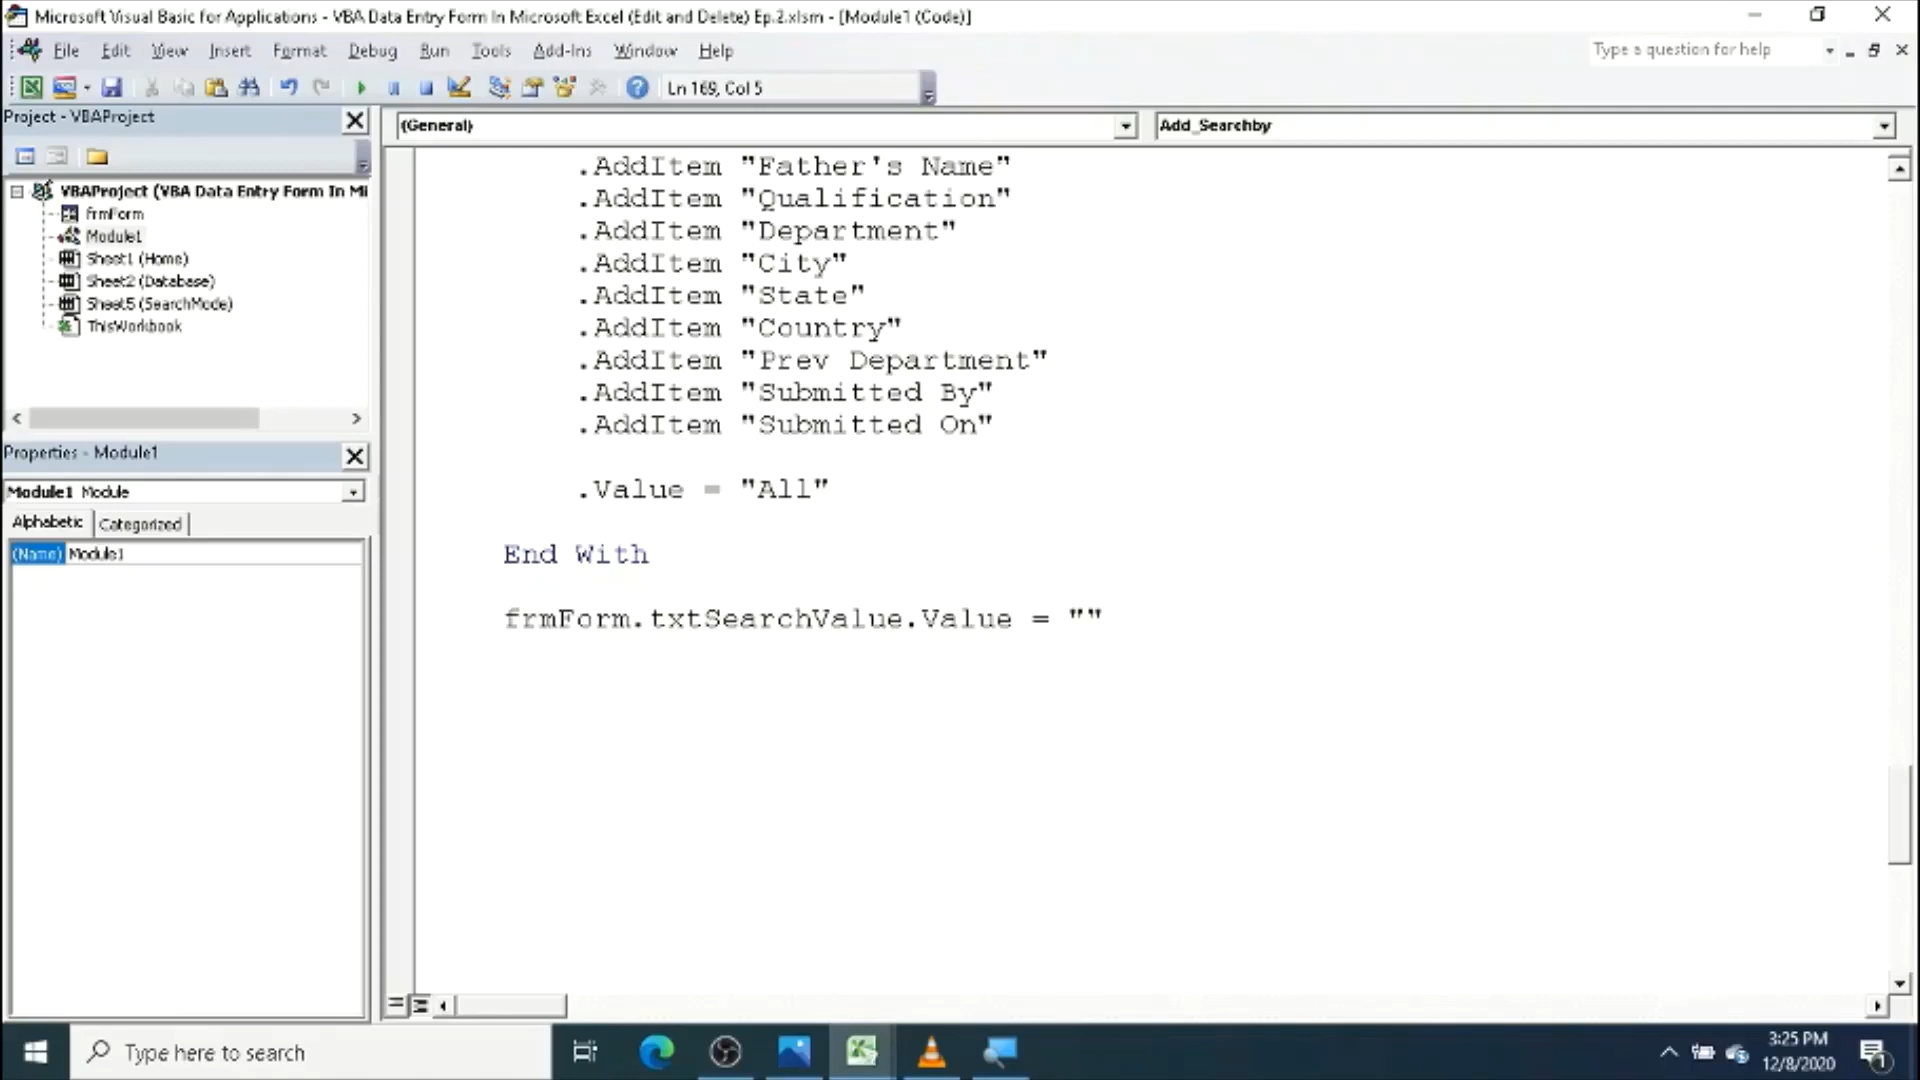 Microsoft Visual Basic for Applications - VBA Data Entry Form In Microsoft Excel (Edit and Delete) Ep.2.xlsm - [Module1 (Code)]
File Edit View Insert Format Debug Run Tools Add-Ins Window Help
Type a question for help
Ln 169, Col 5
Project - VBAProject
(General)
Add_Searchby
VBAProject (VBA Data Entry Form In Mi
frmForm
Module1
Sheet1 (Home)
Sheet2 (Database)
Sheet5 (SearchMode)
ThisWorkbook
Properties - Module1
Module1 Module
Alphabetic Categorized
(Name) Module1
.AddItem "Father's Name"
.AddItem "Qualification"
.AddItem "Department"
.AddItem "City"
.AddItem "State"
.AddItem "Country"
.AddItem "Prev Department"
.AddItem "Submitted By"
.AddItem "Submitted On"
.Value = "All"
End With
frmForm.txtSearchValue.Value = ""
Type here to search
3:25 PM
12/8/2020
1